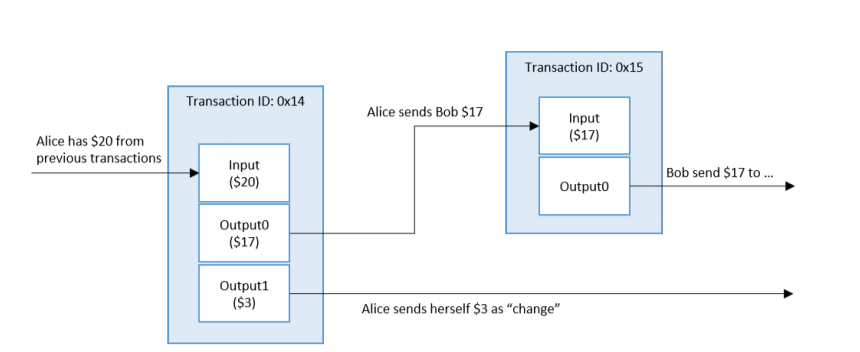 Transaction ID: 0x15
Transaction ID: 0x14
Alice sends Bob $17
Input
($17)
Alice has $20 from
previous transactions
Input
($20)
Output0
Bob send $17 to ...
Output0
($17)
Output1
($3)
Alice sends herself $3 as “change”